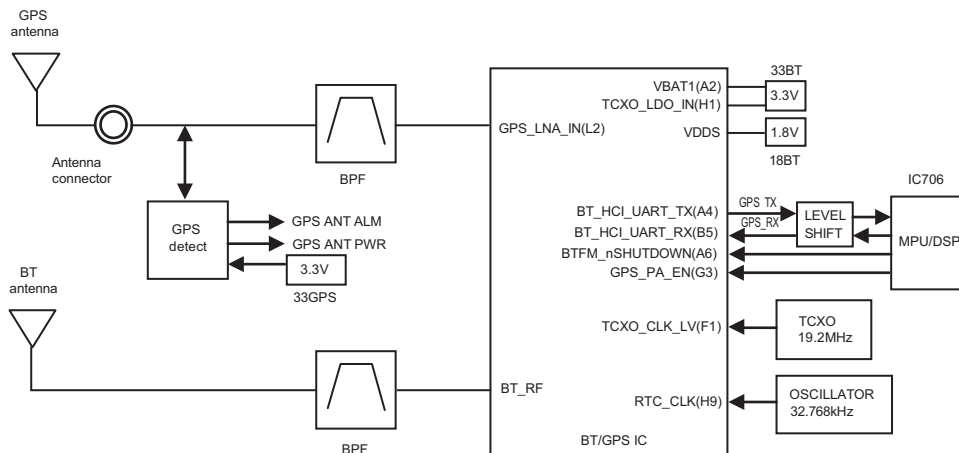 GPS
antenna
Antenna
connector
BPF
GPS
detect
GPS ANT ALM
GPS ANT PWR
3.3V
33GPS
BT
antenna
BPF
GPS_LNA_IN(L2)
BT_RF
VBAT1(A2)
TCXO_LDO_IN(H1)
VDDS
BT_HCI_UART_TX(A4)
BT_HCI_UART_RX(B5)
BTFM_nSHUTDOWN(A6)
GPS_PA_EN(G3)
TCXO_CLK_LV(F1)
RTC_CLK(H9)
BT/GPS IC
33BT
3.3V
1.8V
18BT
GPS TX
GPS_RX
LEVEL
SHIFT
IC706
MPU/DSP
TCXO
19.2MHz
OSCILLATOR
32.768kHz